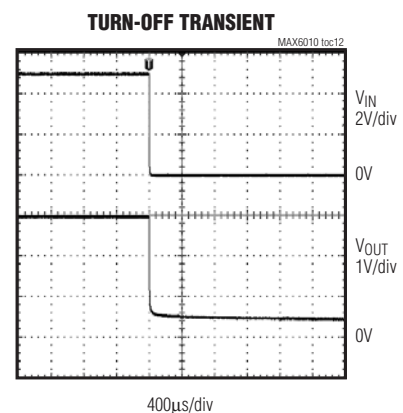 TURN-OFF TRANSIENT
MAX6010 toc12
VIN
2V/div
0V
VOUT
1V/div
0V
400µs/div